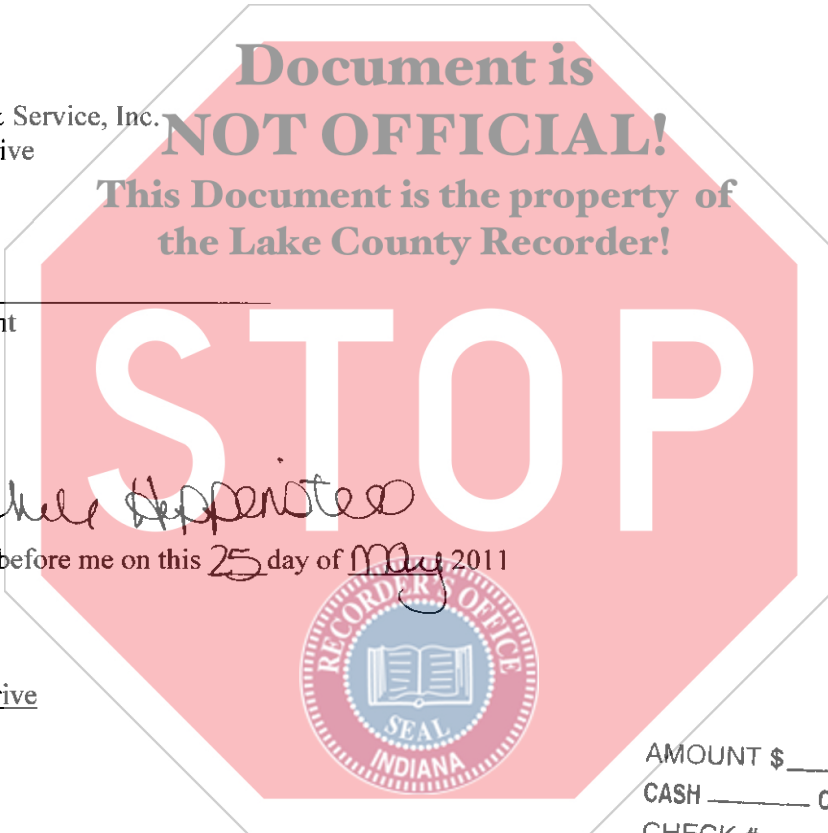 Document is
& Service, Inc.
NOT OFFICIAL!
ive
This Document is the property of
the Lake County Recorder!
nt
STOP
before me on this 25 day of May 2011
RECORDER'S OFFICE
SEAL
INDIANA
ive
AMOUNT $
CASH
CHECK #